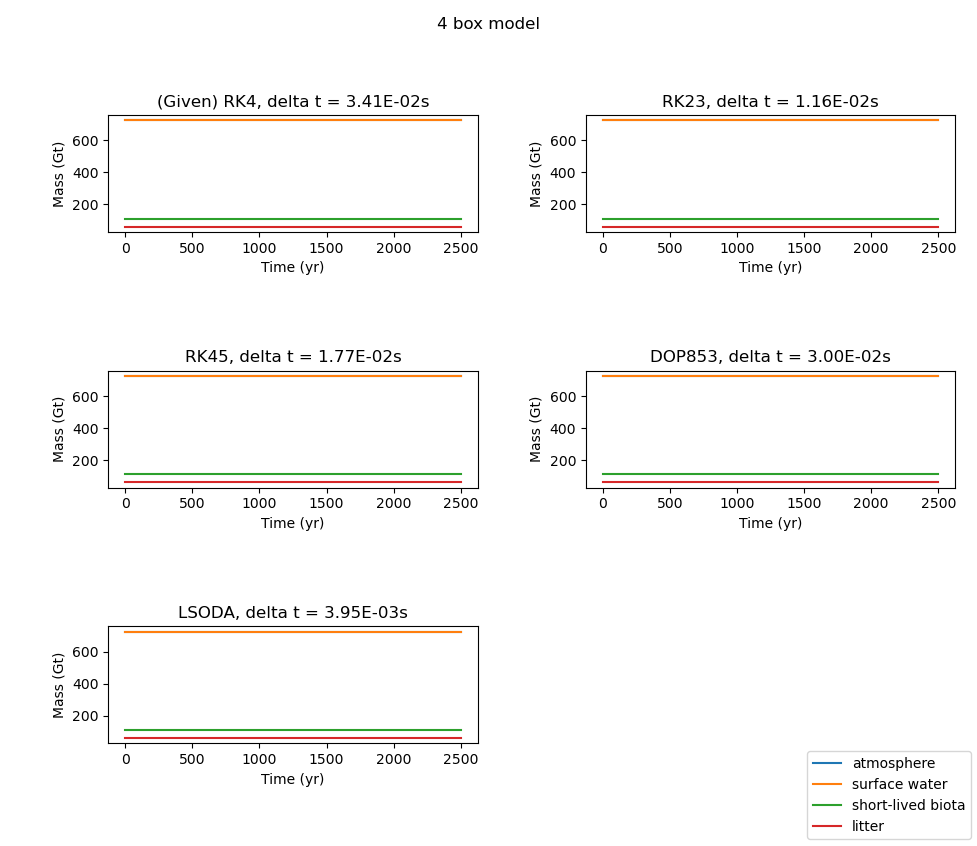 4 box model
(Given) RK4, delta t = 3.41E-02s
600
400
200
Mass (Gt)
0 500 1000 1500 2000 2500
Time (yr)
RK23, delta t = 1.16E-02s
600
400
200
Mass (Gt)
0 500 1000 1500 2000 2500
Time (yr)
RK45, delta t = 1.77E-02s
600
400
200
Mass (Gt)
0 500 1000 1500 2000 2500
Time (yr)
DOP853, delta t = 3.00E-02s
600
400
200
Mass (Gt)
0 500 1000 1500 2000 2500
Time (yr)
LSODA, delta t = 3.95E-03s
600
400
200
Mass (Gt)
0 500 1000 1500 2000 2500
Time (yr)
atmosphere
surface water
short-lived biota
litter